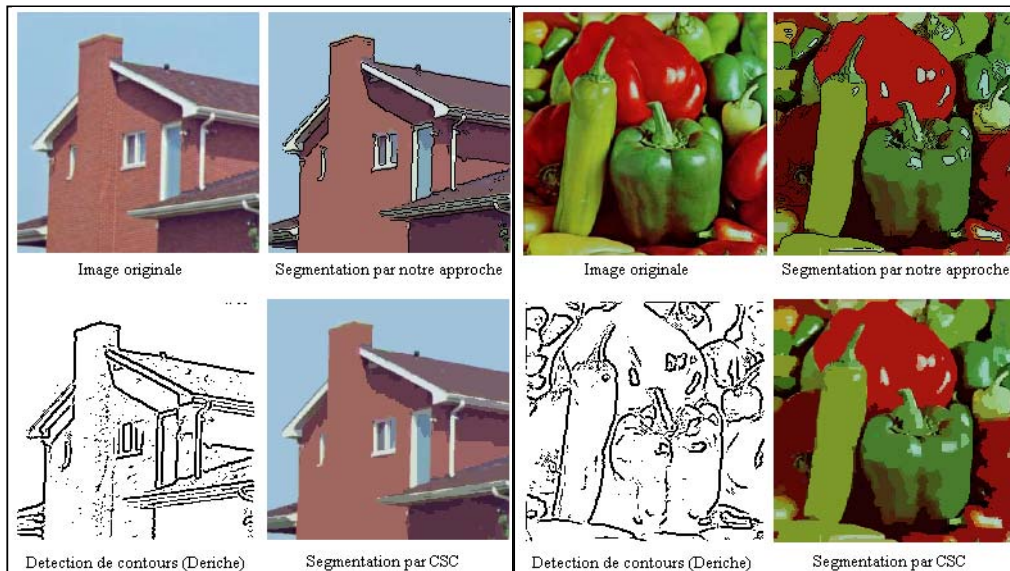 Image originale
Segmentation par notre approche
Image originale
Segmentation par notre approche
Detection de contours (Deriche)
Segmentation par CSC
Detection de contours (Deriche)
Segmentation par CSC